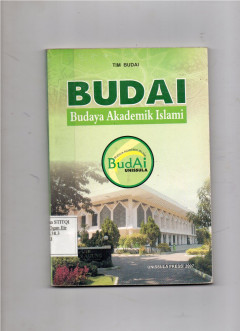 TIM BUDAI
BUDAI
Budaya Akademik Islami
BudAi
UNISSULA
UNISSULA PRESS 2007